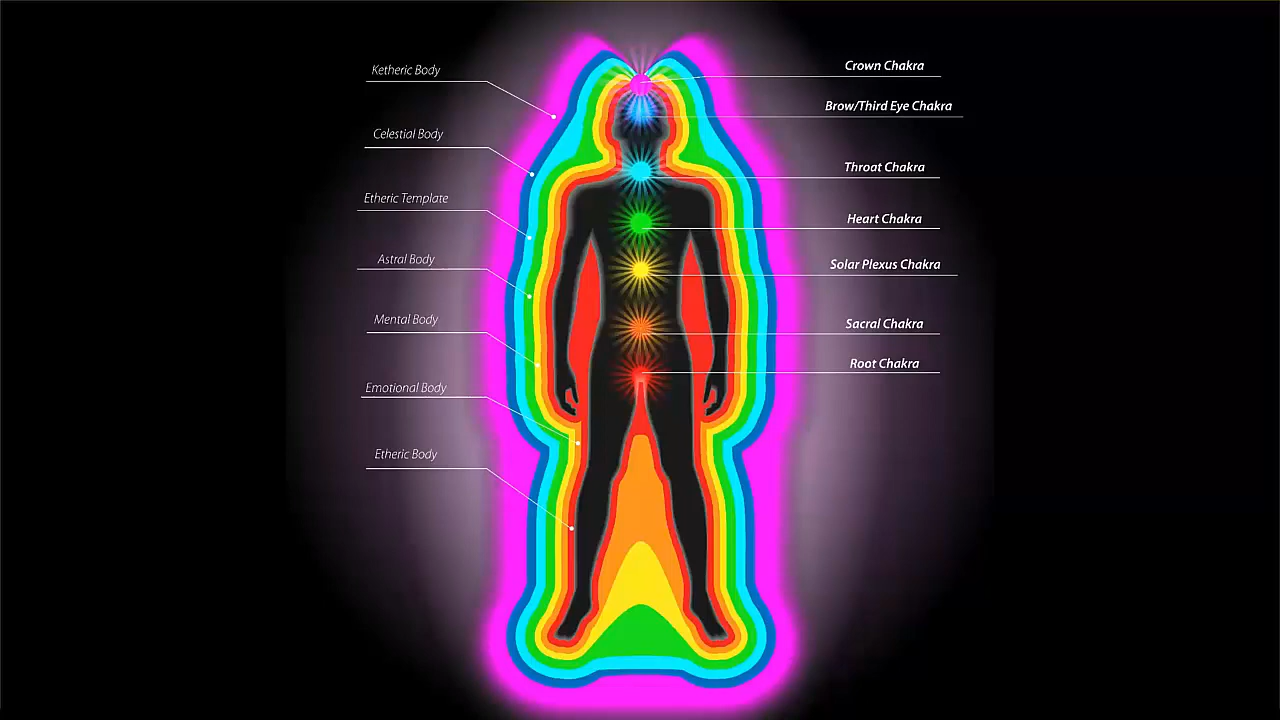 Ketheric Body
Celestial Body
Etheric Template
Astral Body
Mental Body
Emotional Body
Etheric Body
Crown Chakra
Brow/Third Eye Chakra
Throat Chakra
Heart Chakra
Solar Plexus Chakra
Sacral Chakra
Root Chakra